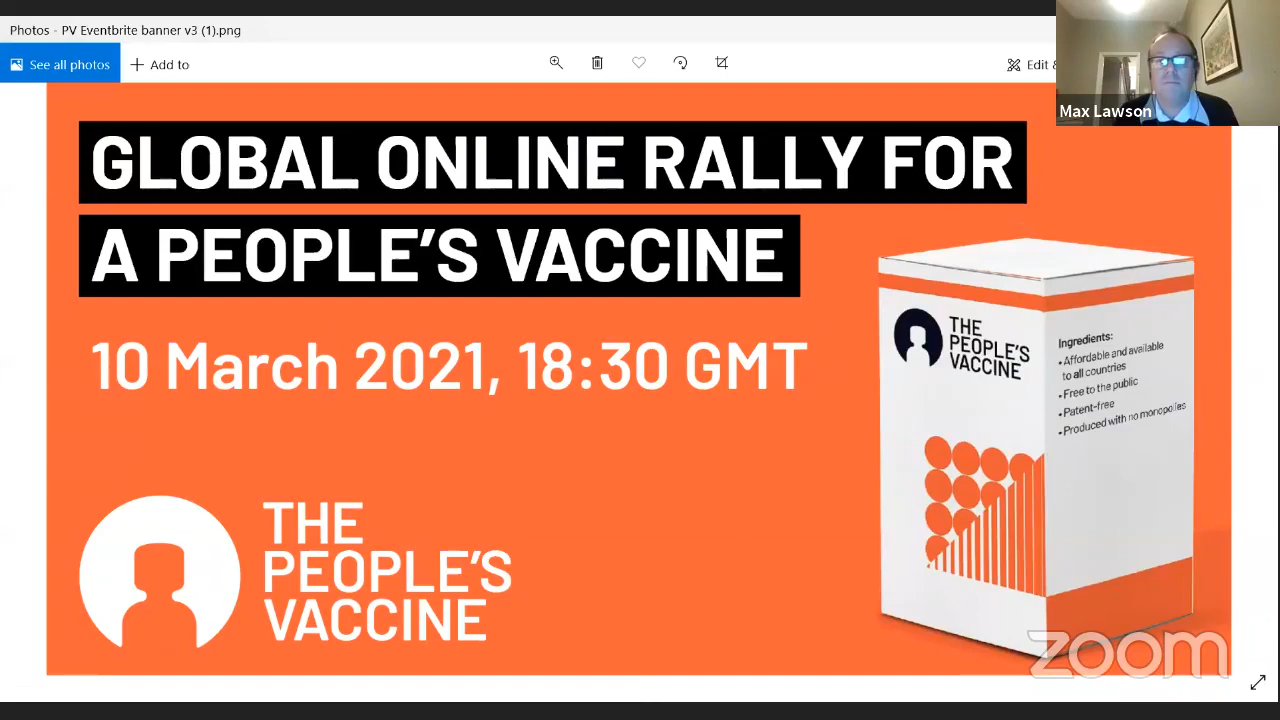 Photos - PV Eventbrite banner v3 (1).png
See all photos
Add to
Edit &
Max Lawson
GLOBAL ONLINE RALLY FOR
A PEOPLE'S VACCINE
10 March 2021, 18:30 GMT
THE
PEOPLE'S
VACCINE
THE
PEOPLE'S
VACCINE
Ingredients:
• Affordable and available
to all countries
• Free to the public
• Patent-free
• Produced with no monopolies
zoom